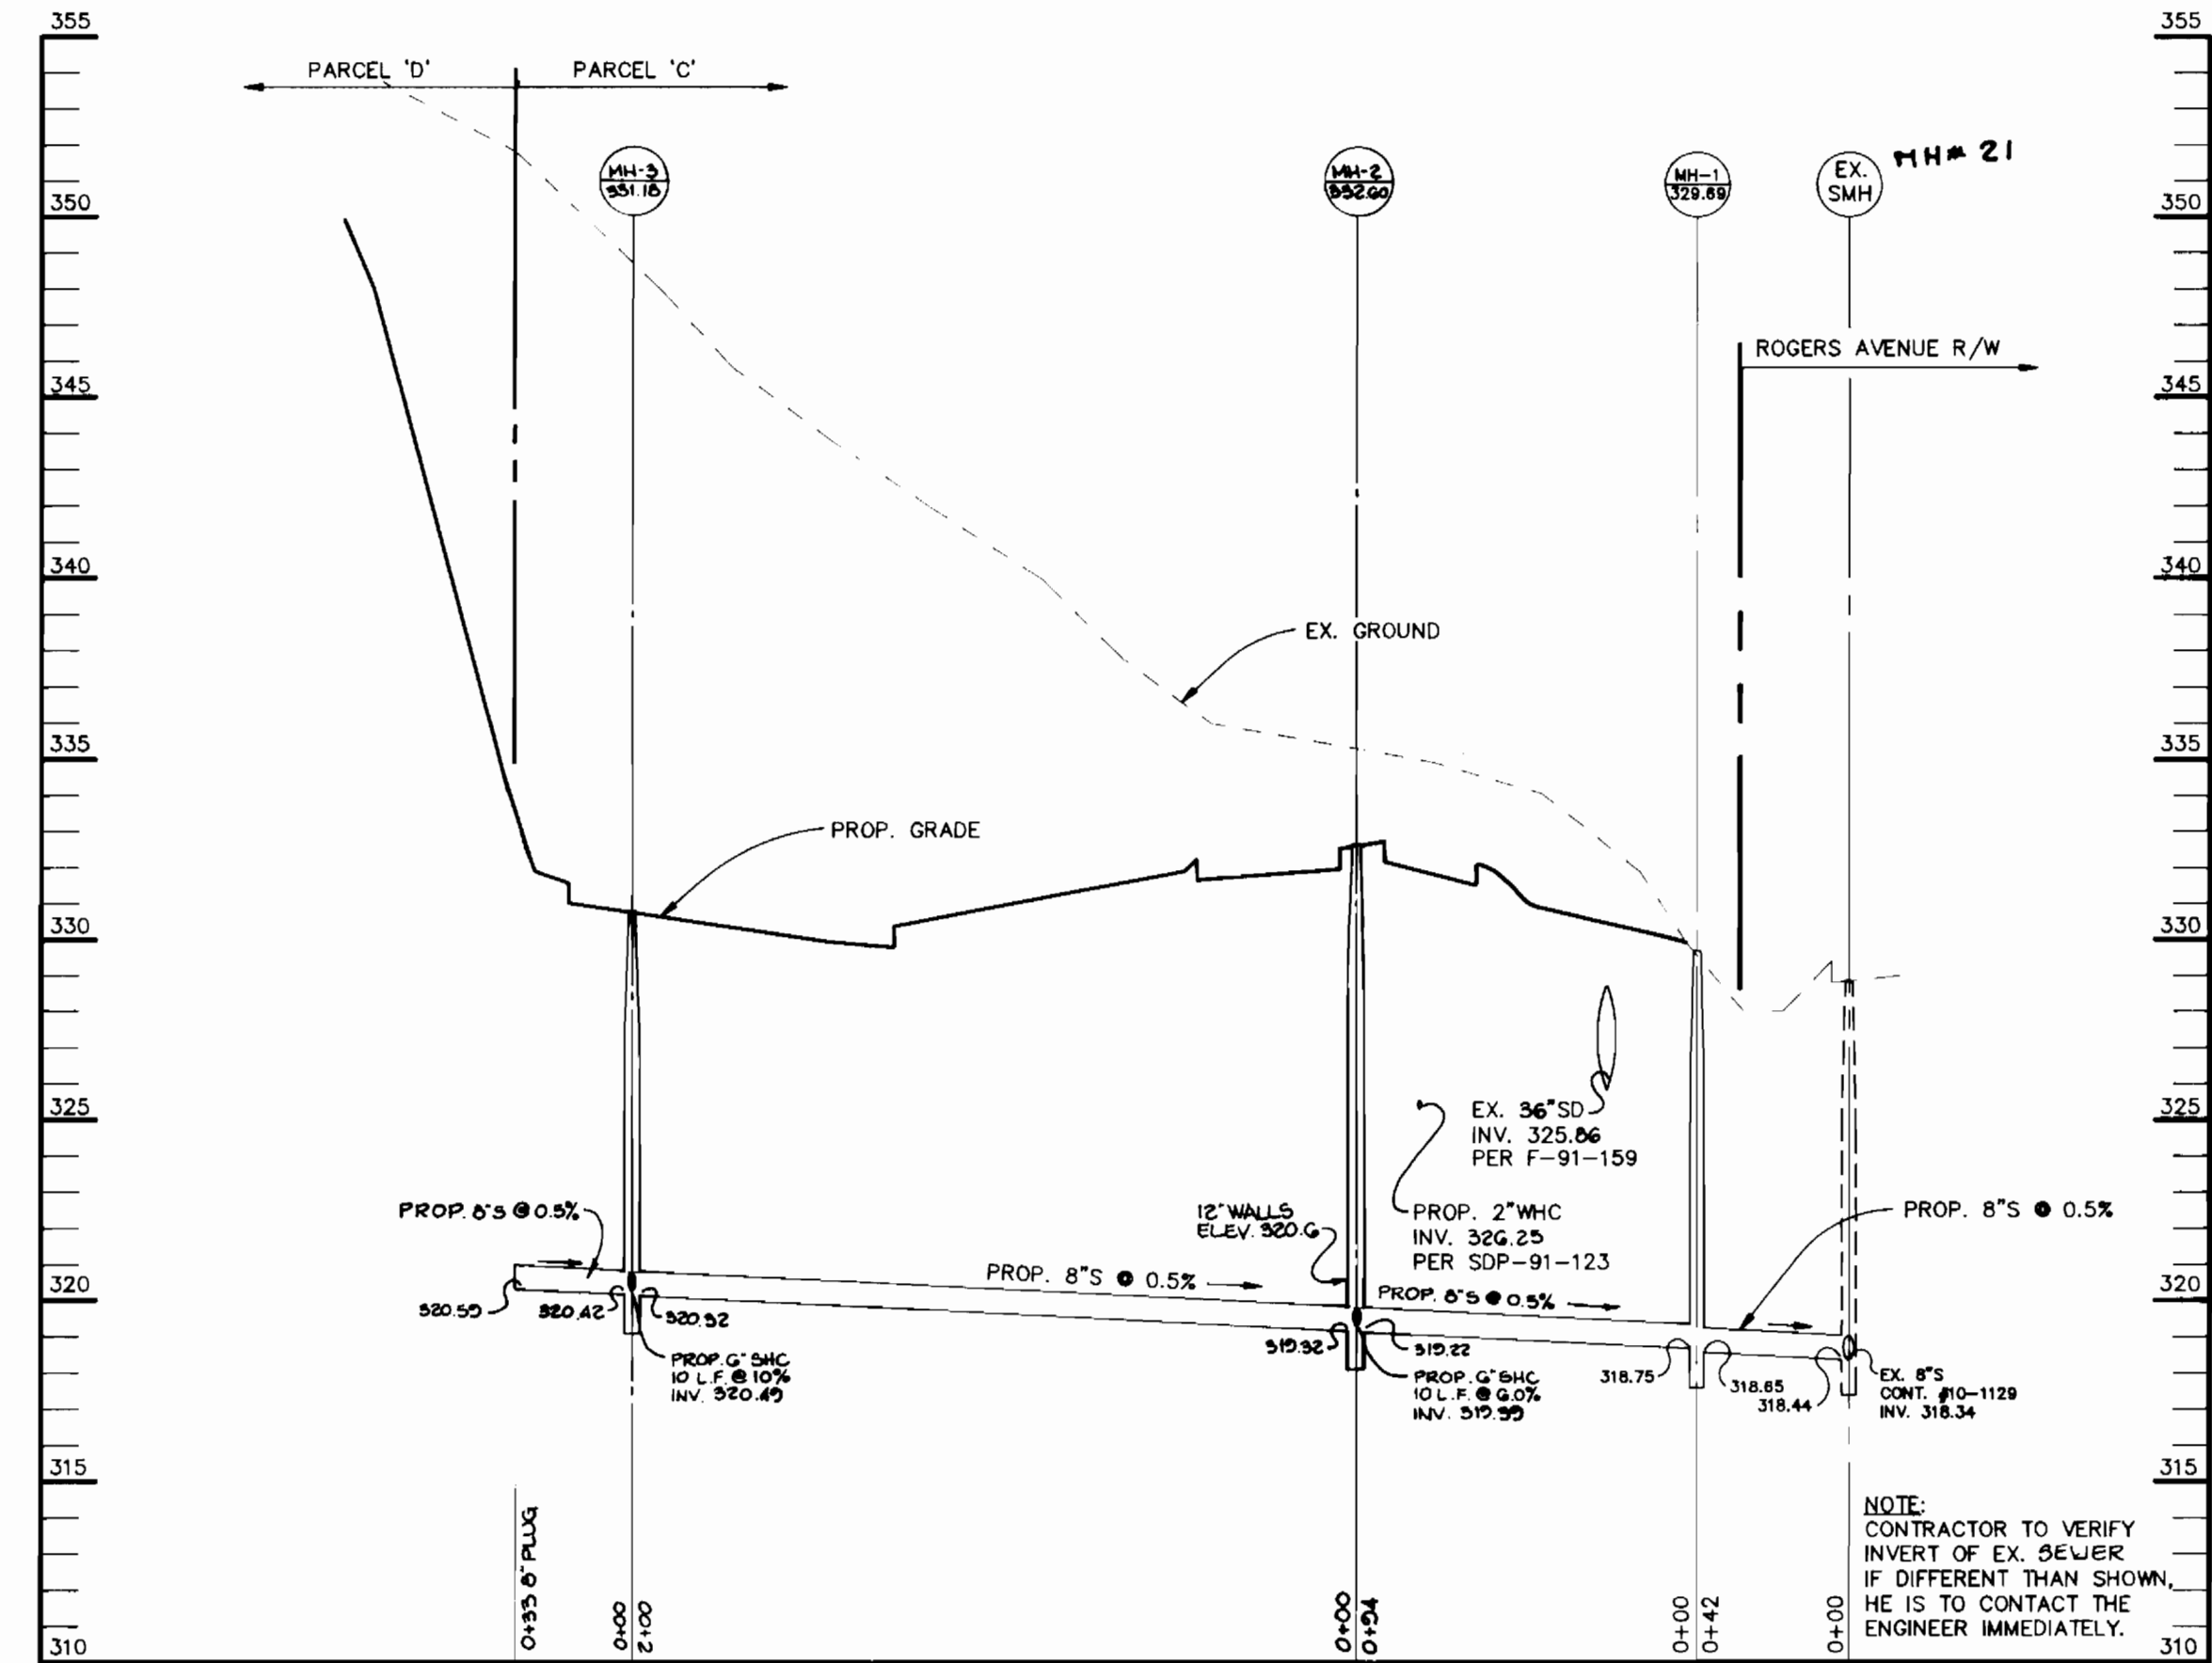 355
355
PARCEL 'D'
PARCEL 'C'
MH-3
331.18
MH-2
332.60
MH-1
329.69
EX.
SMH
MH# 21
350
350
ROGERS AVENUE R/W
345
345
340
340
EX. GROUND
335
335
PROP. GRADE
330
330
325
325
EX. 36"SD
INV. 325.86
PER F-91-159
PROP. 8"S @ 0.5%
12" WALLS
ELEV. 320.6
PROP. 2"WHC
INV. 326.25
PER SDP-91-123
PROP. 8"S @ 0.5%
320
320
PROP. 8"S @ 0.5%
PROP. 8"S @ 0.5%
320.59
320.42
320.32
319.32
319.22
318.75
318.65
318.44
PROP. 6" SHC
10 L.F. @ 10%
INV. 320.49
PROP. 6" SHC
10 L.F. @ 6.0%
INV. 319.39
EX. 8"S
CONT. #10-1129
INV. 318.34
315
315
NOTE:
CONTRACTOR TO VERIFY
INVERT OF EX. SEWER
IF DIFFERENT THAN SHOWN,
HE IS TO CONTACT THE
ENGINEER IMMEDIATELY.
0+33 8" PLUG
0+00
2+00
0+00
0+94
0+00
0+42
0+00
310
310